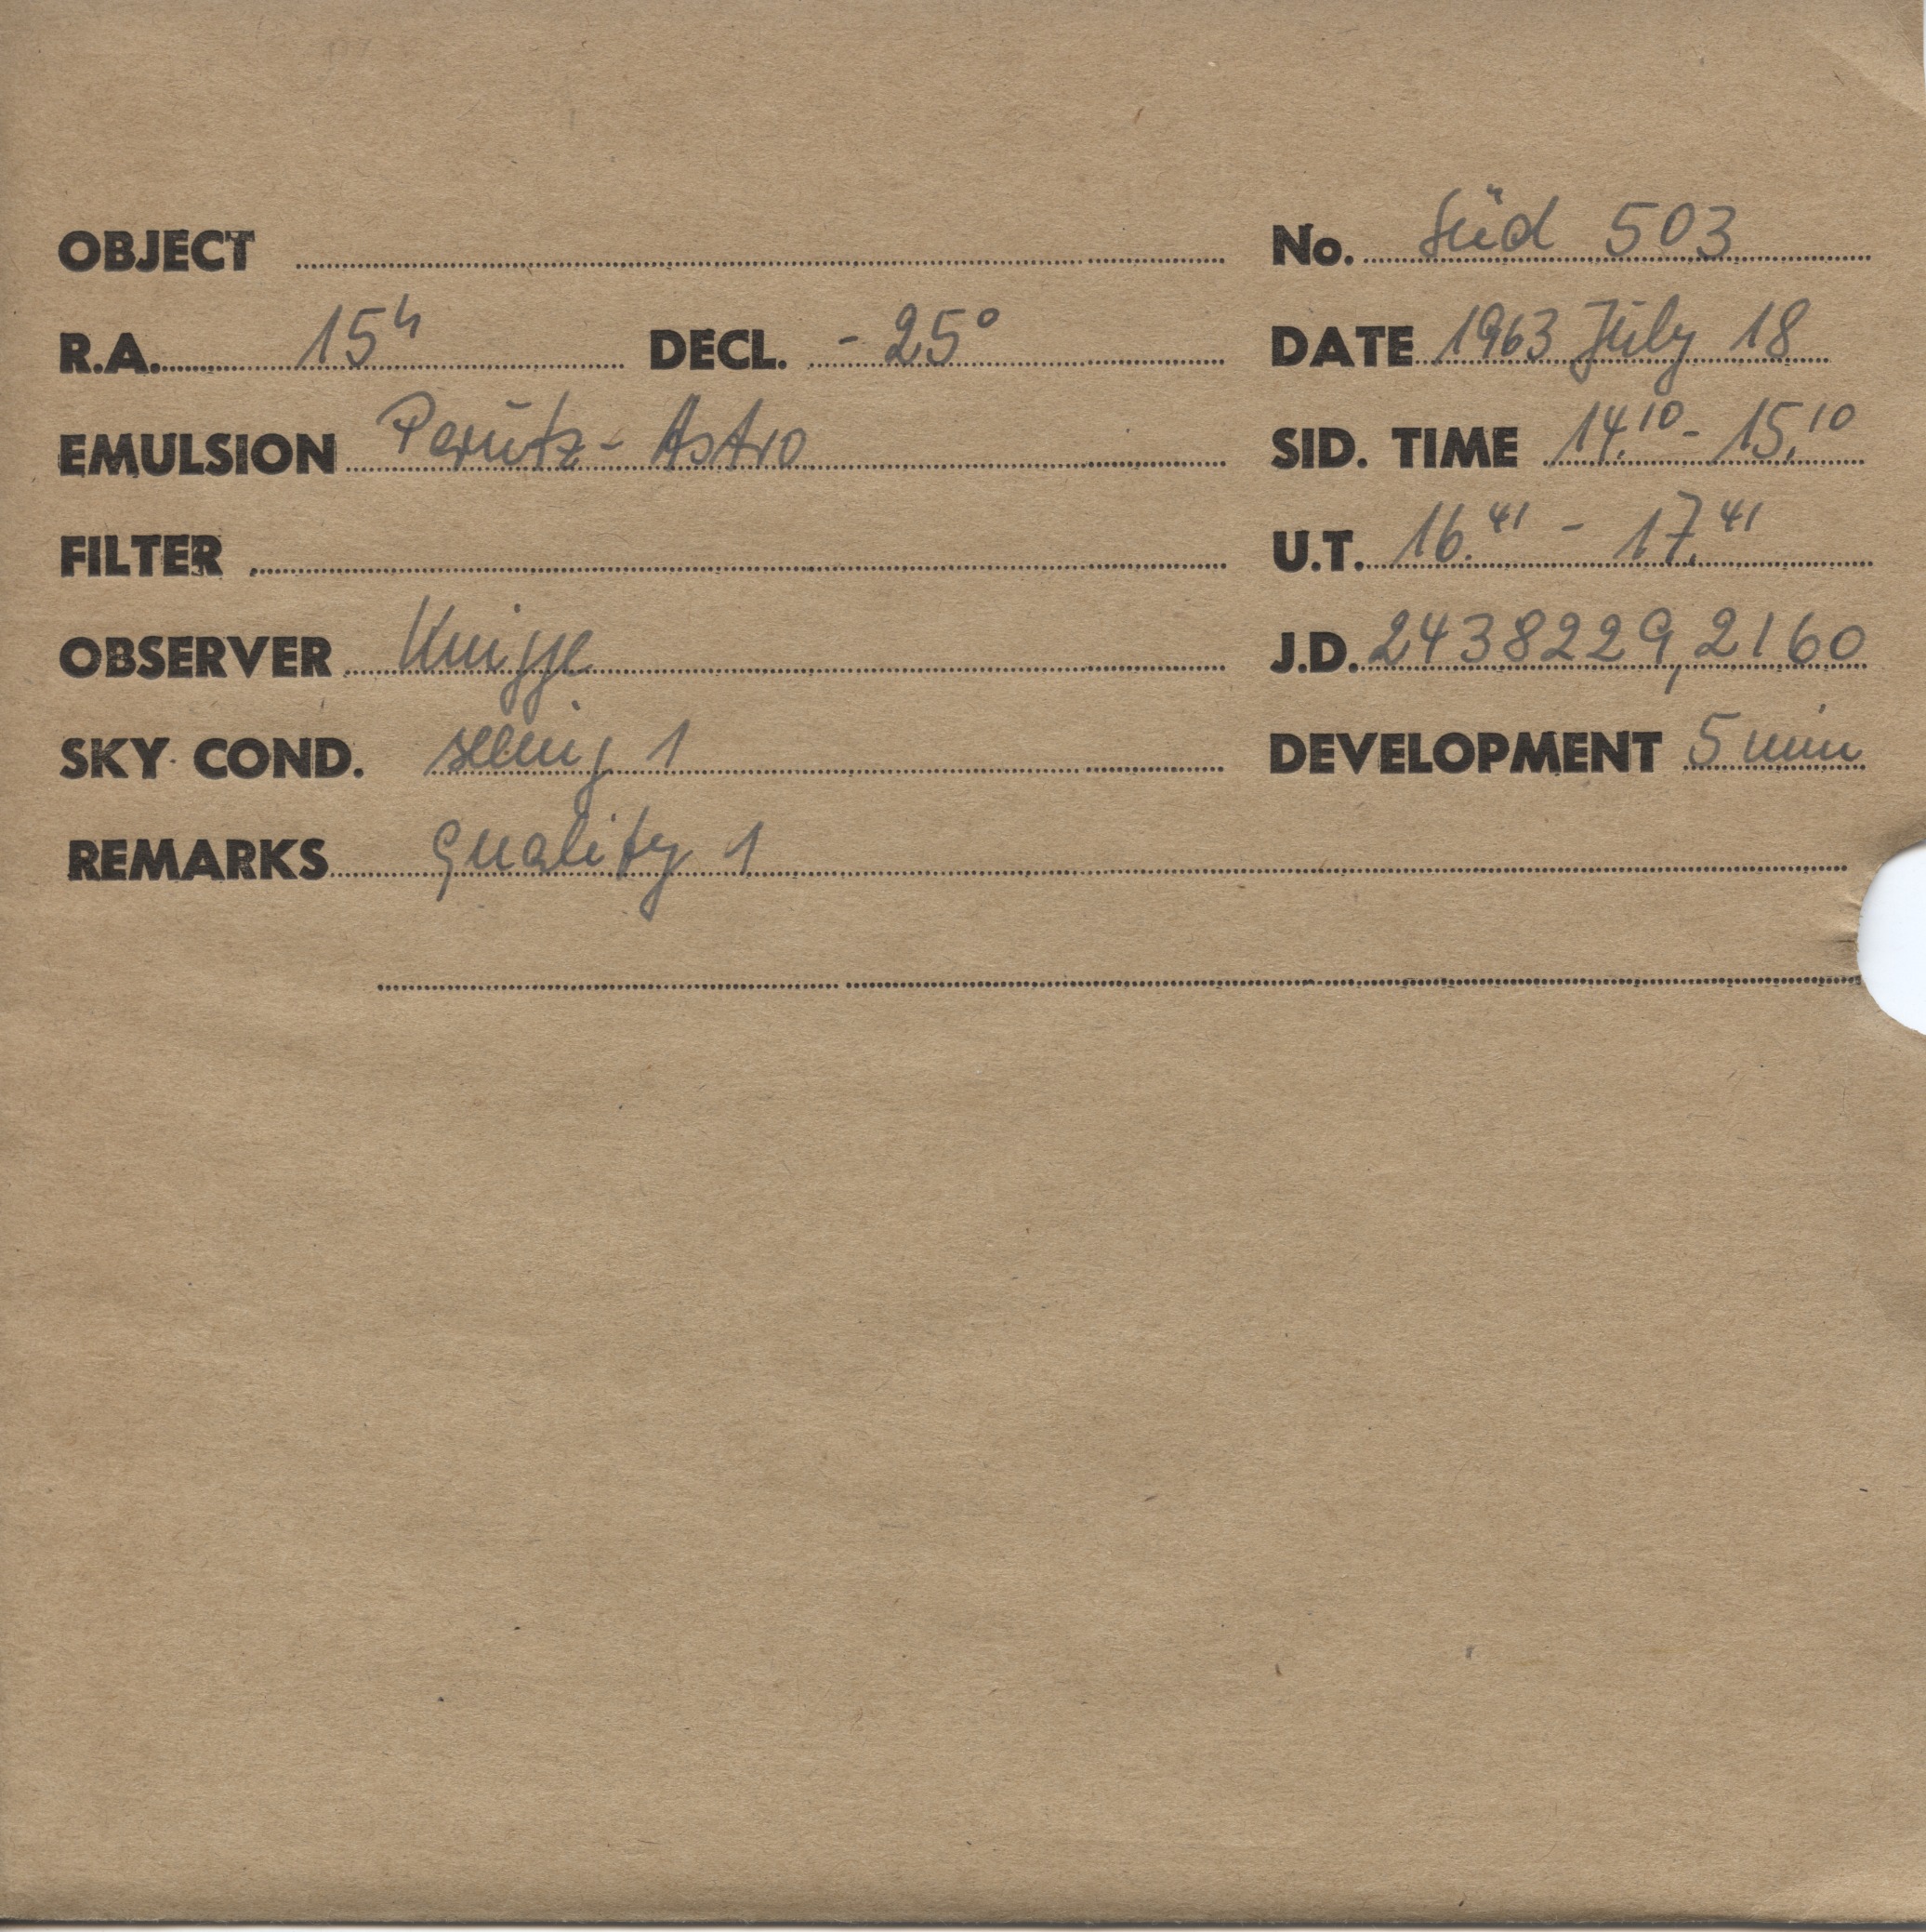 OBJECT No. Süd 503
R.A. 15h DECL. - 25° DATE 1963 July 18
EMULSION Perutz - Astro SID. TIME 14.10 - 15.10
FILTER U.T. 16.41 - 17.41
OBSERVER Knigge J.D. 2438229,2160
SKY COND. seeing 1 DEVELOPMENT 5 min
REMARKS quality 1